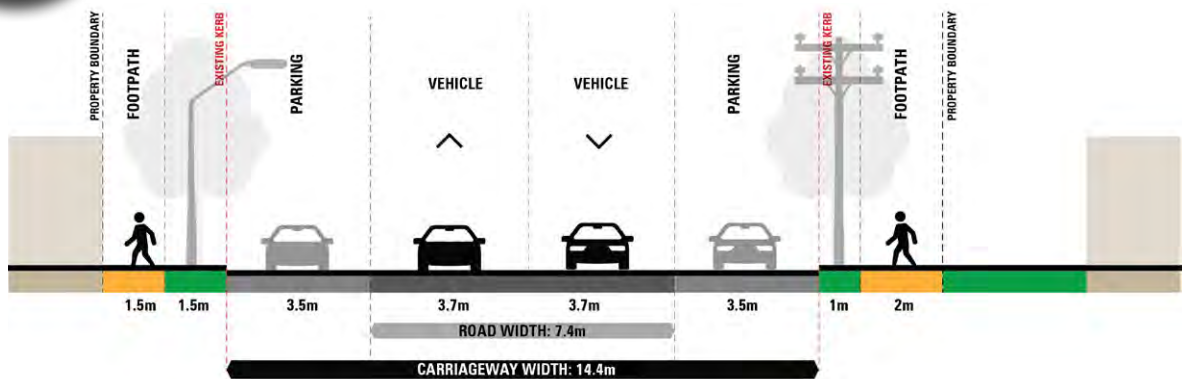 PROPERTY BOUNDARY
FOOTPATH
EXISTING KERB
PARKING
VEHICLE
VEHICLE
PARKING
EXISTING KERB
FOOTPATH
PROPERTY BOUNDARY
1.5m
1.5m
3.5m
3.7m
3.7m
3.5m
1m
2m
ROAD WIDTH: 7.4m
CARRIAGEWAY WIDTH: 14.4m